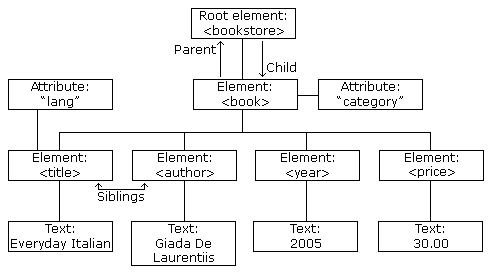 Root element:
<bookstore>
Parent
Child
Attribute:
"lang"
Element:
<book>
Attribute:
"category"
Element:
<title>
Element:
<author>
Element:
<year>
Element:
<price>
Siblings
Text:
Everyday Italian
Text:
Giada De
Laurentiis
Text:
2005
Text:
30.00